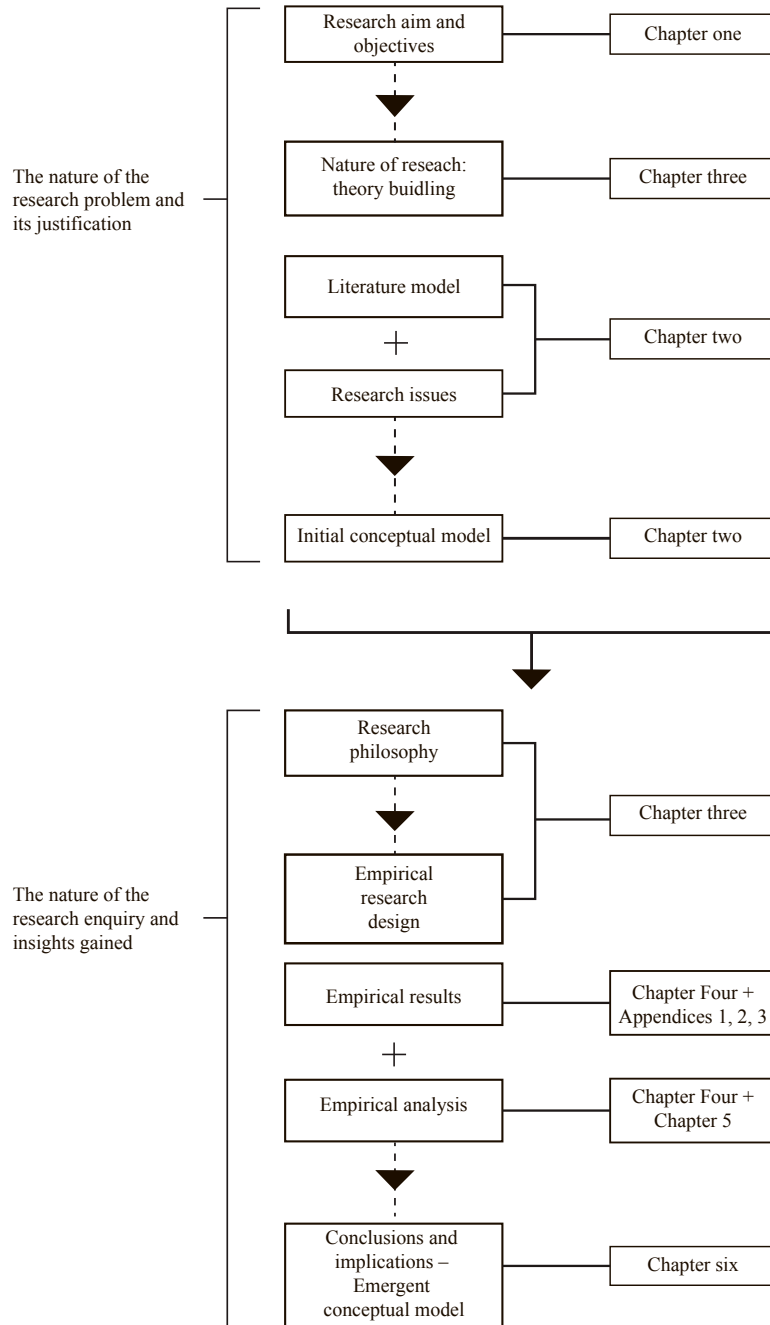 Research aim and
objectives
Chapter one
The nature of the
research problem and
its justification
Nature of reseach:
theory buidling
Chapter three
Literature model
+
Research issues
Chapter two
Initial conceptual model
Chapter two
The nature of the
research enquiry and
insights gained
Research
philosophy
Empirical
research
design
Chapter three
Empirical results
Chapter Four +
Appendices 1, 2, 3
+
Empirical analysis
Chapter Four +
Chapter 5
Conclusions and
implications –
Emergent
conceptual model
Chapter six